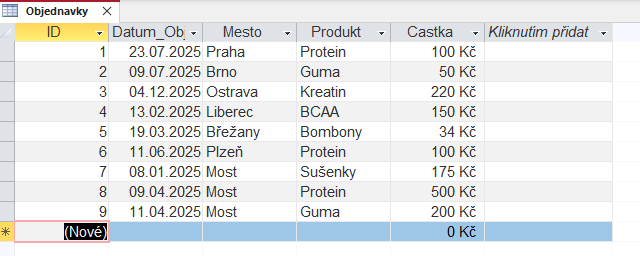 Objednavky
ID Datum_Obj Mesto Produkt Castka Kliknutím přidat
1 23.07.2025 Praha Protein 100 Kč
2 09.07.2025 Brno Guma 50 Kč
3 04.12.2025 Ostrava Kreatin 220 Kč
4 13.02.2025 Liberec BCAA 150 Kč
5 19.03.2025 Břežany Bombony 34 Kč
6 11.06.2025 Plzeň Protein 100 Kč
7 08.01.2025 Most Sušenky 175 Kč
8 09.04.2025 Most Protein 500 Kč
9 11.04.2025 Most Guma 200 Kč
(Nové) 0 Kč